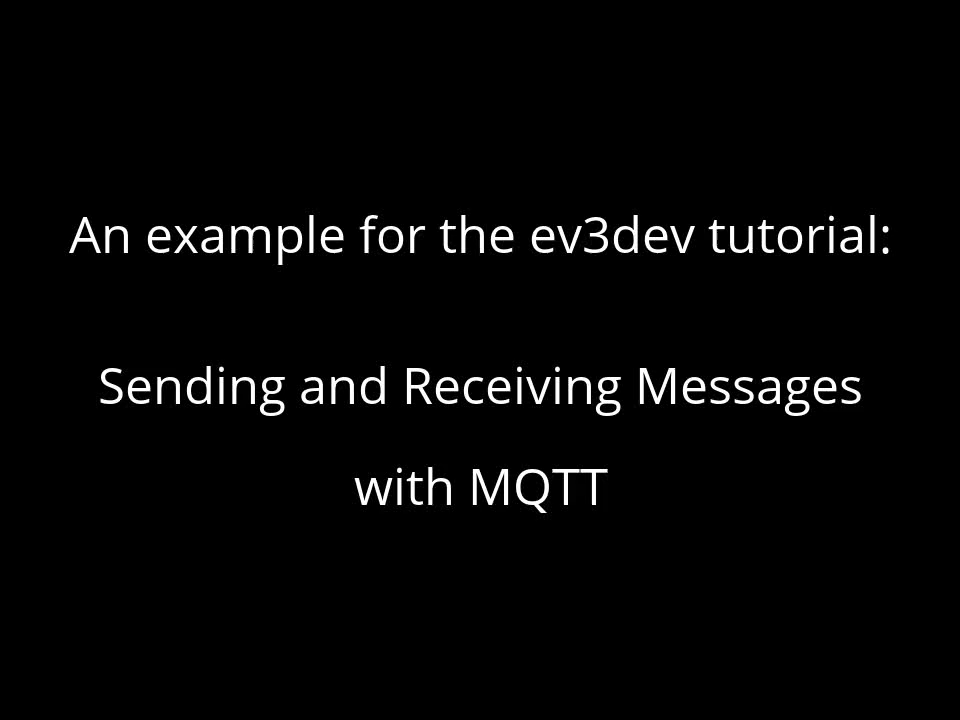 An example for the ev3dev tutorial:
Sending and Receiving Messages
with MQTT